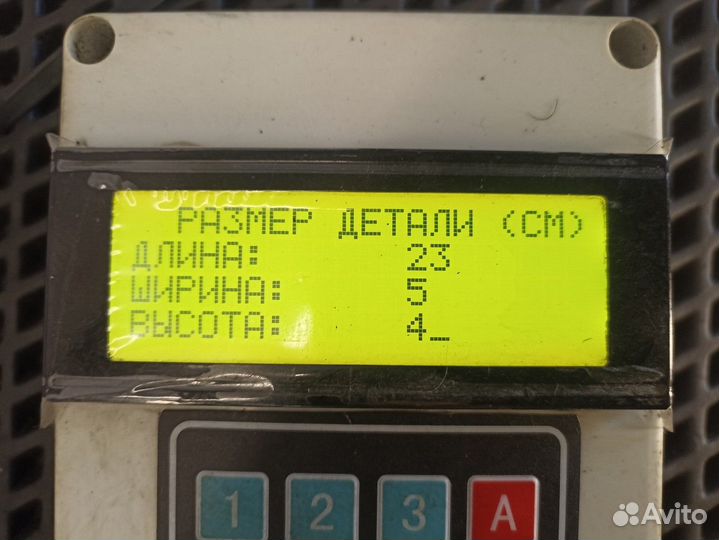 РАЗМЕР ДЕТАЛИ (СМ)
ДЛИНА: 23
ШИРИНА: 5
ВЫСОТА: 4_
1 2 3 A
Avito